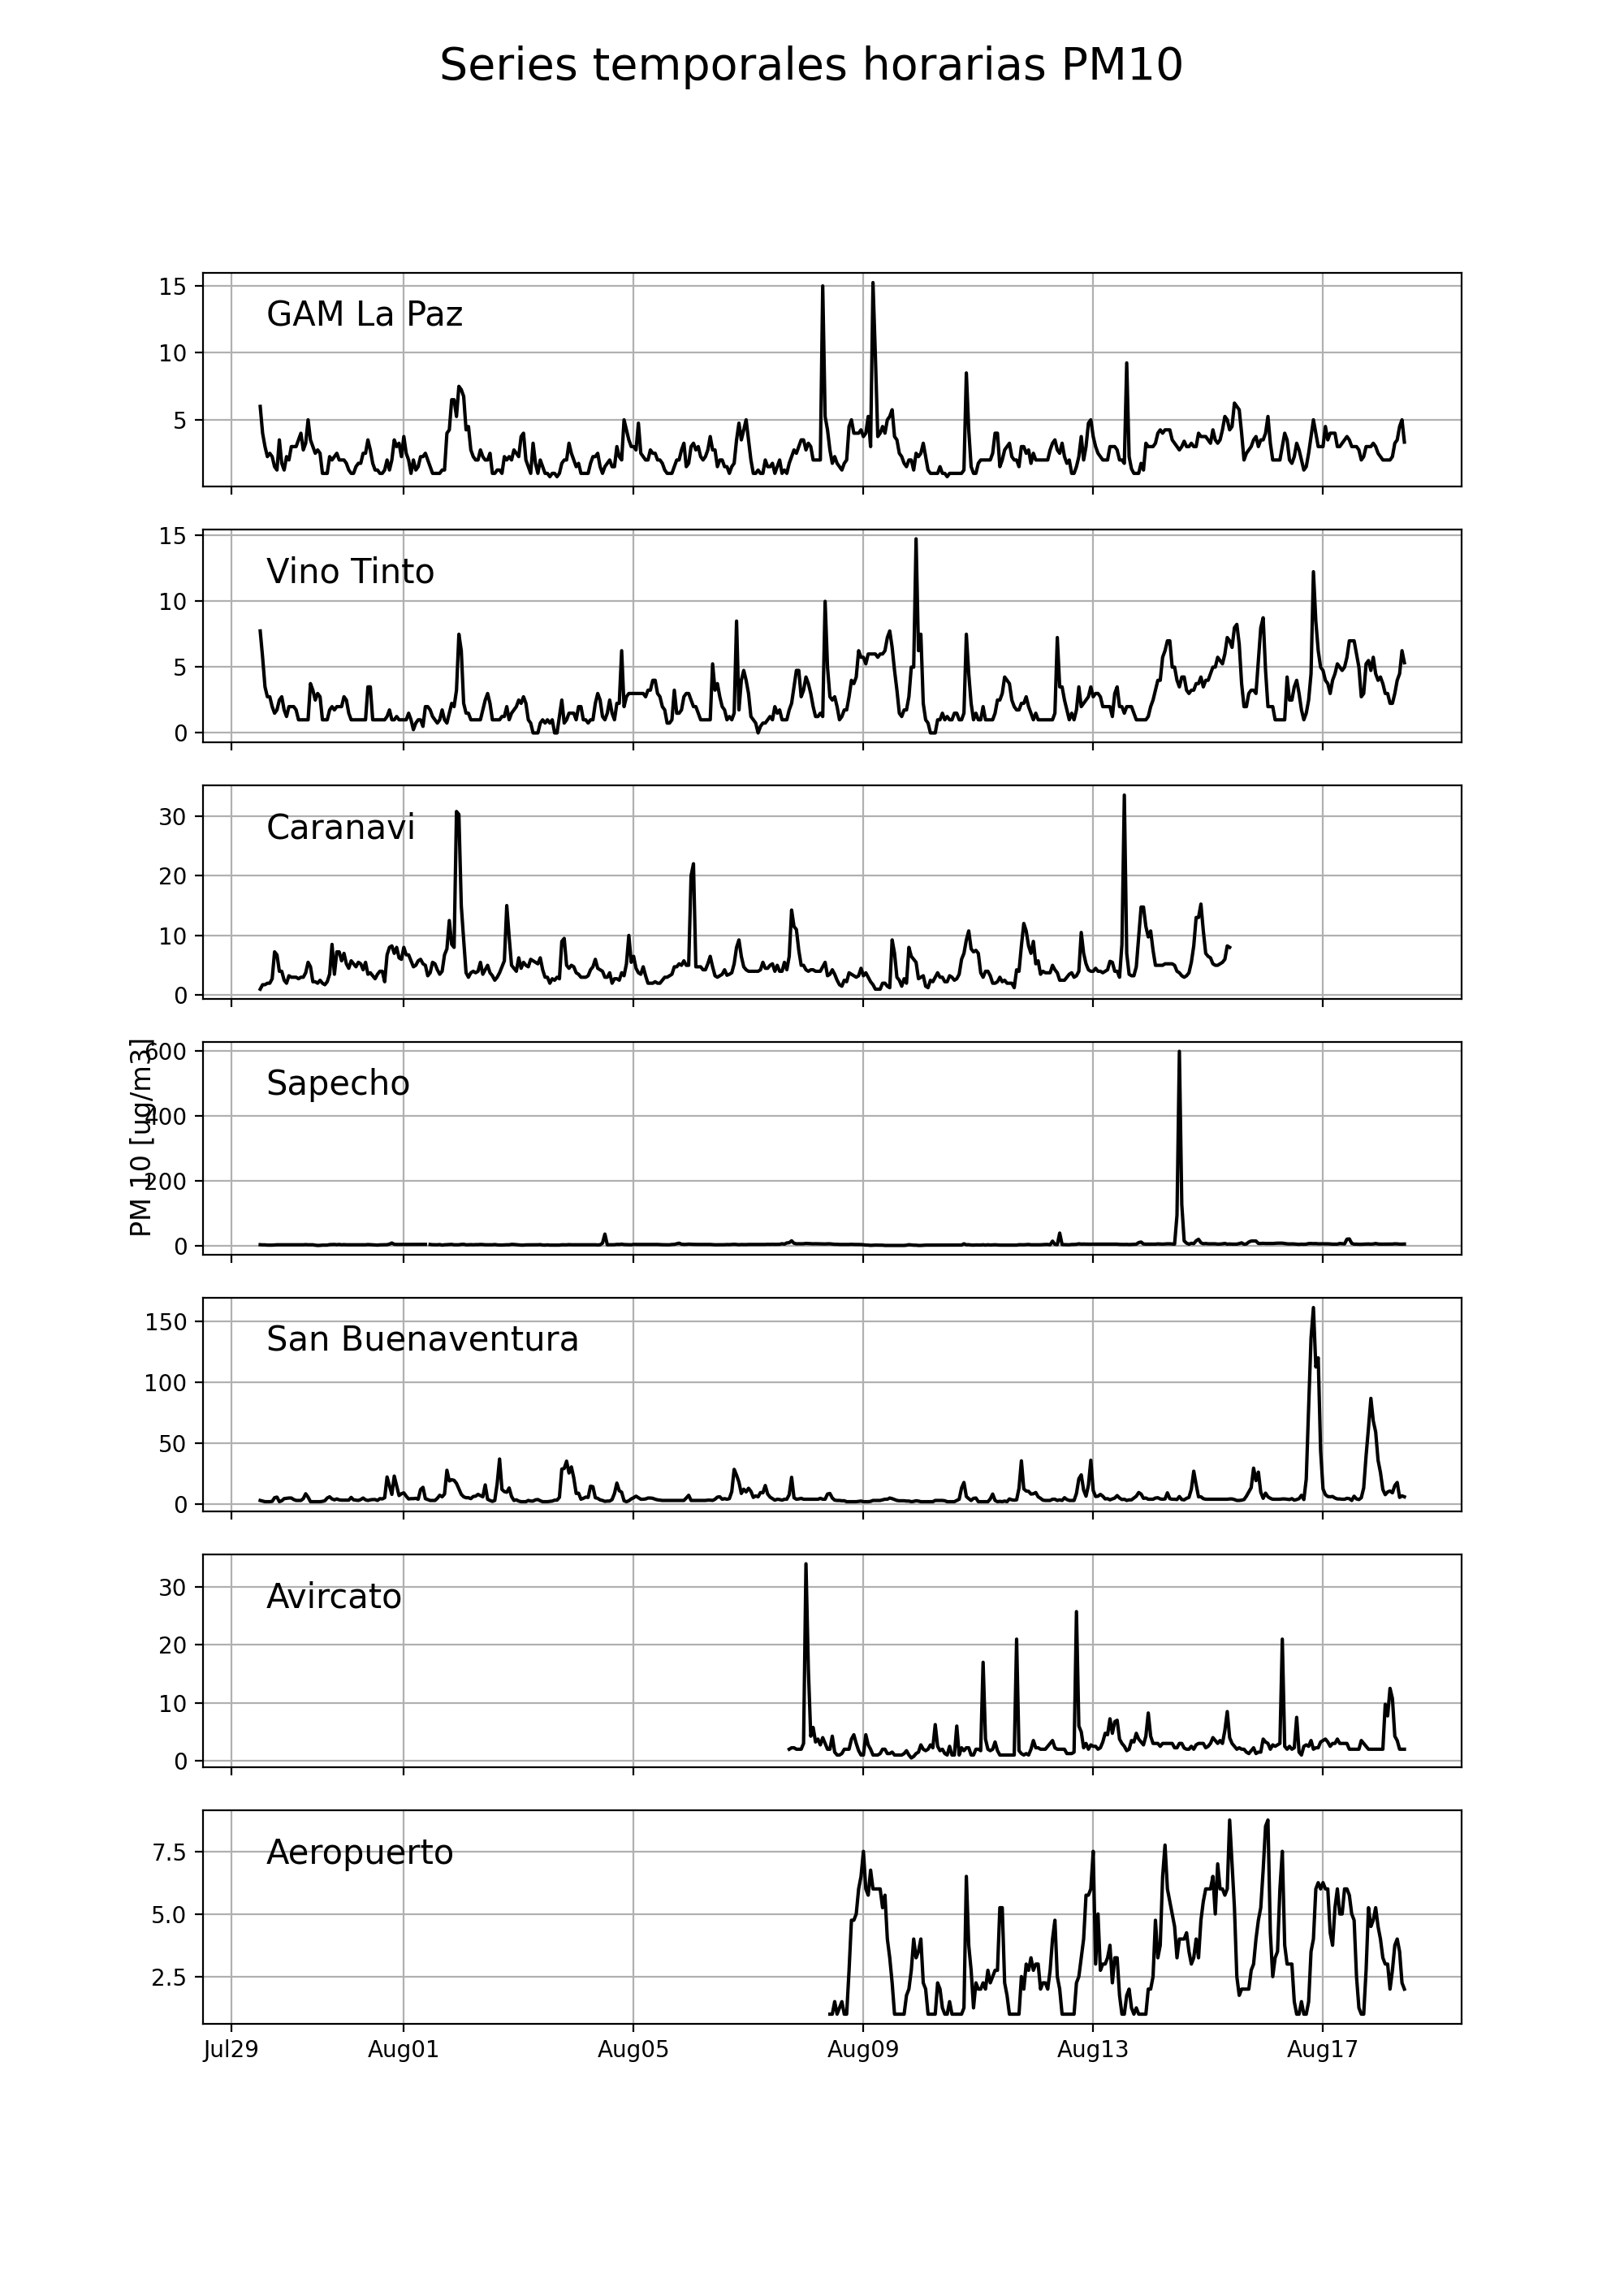 Series temporales horarias PM10
GAM La Paz
15
10
5
Vino Tinto
15
10
5
0
Caranavi
30
20
10
0
PM 10 [ug/m3]
Sapecho
600
400
200
0
San Buenaventura
150
100
50
0
Avircato
30
20
10
0
Aeropuerto
7.5
5.0
2.5
Jul29 Aug01 Aug05 Aug09 Aug13 Aug17